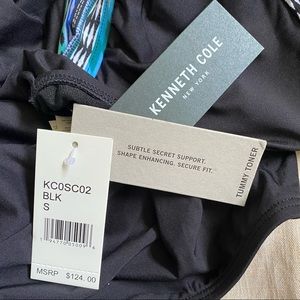 KENNETH COLE
NEW YORK
SUBTLE SECRET SUPPORT.
SHAPE ENHANCING. SECURE FIT.
TUMMY TONER
KC0SC02
BLK
S
MSRP $124.00